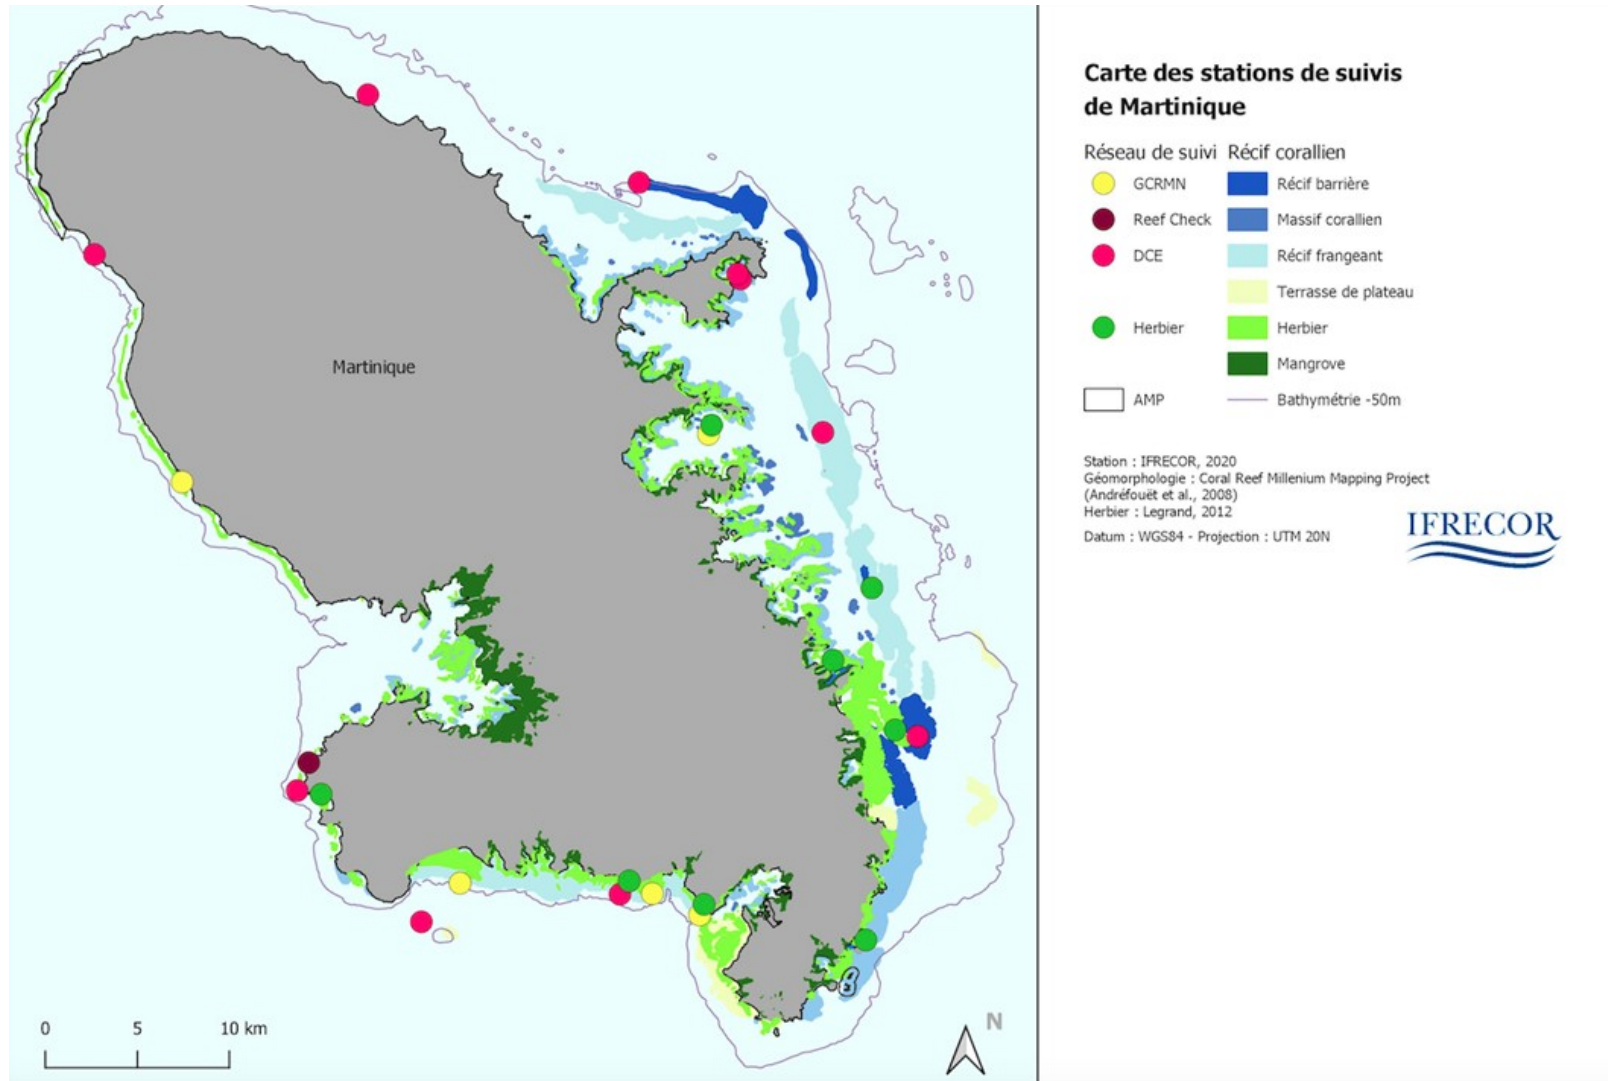 Martinique
0 5 10 km
N
Carte des stations de suivis
de Martinique
Réseau de suivi Récif corallien
GCRMN Récif barrière
Reef Check Massif corallien
DCE Récif frangeant
Terrasse de plateau
Herbier Herbier
Mangrove
AMP Bathymétrie -50m
Station : IFRECOR, 2020
Géomorphologie : Coral Reef Millenium Mapping Project
(Andréfouët et al., 2008)
Herbier : Legrand, 2012
Datum : WGS84 - Projection : UTM 20N
IFRECOR